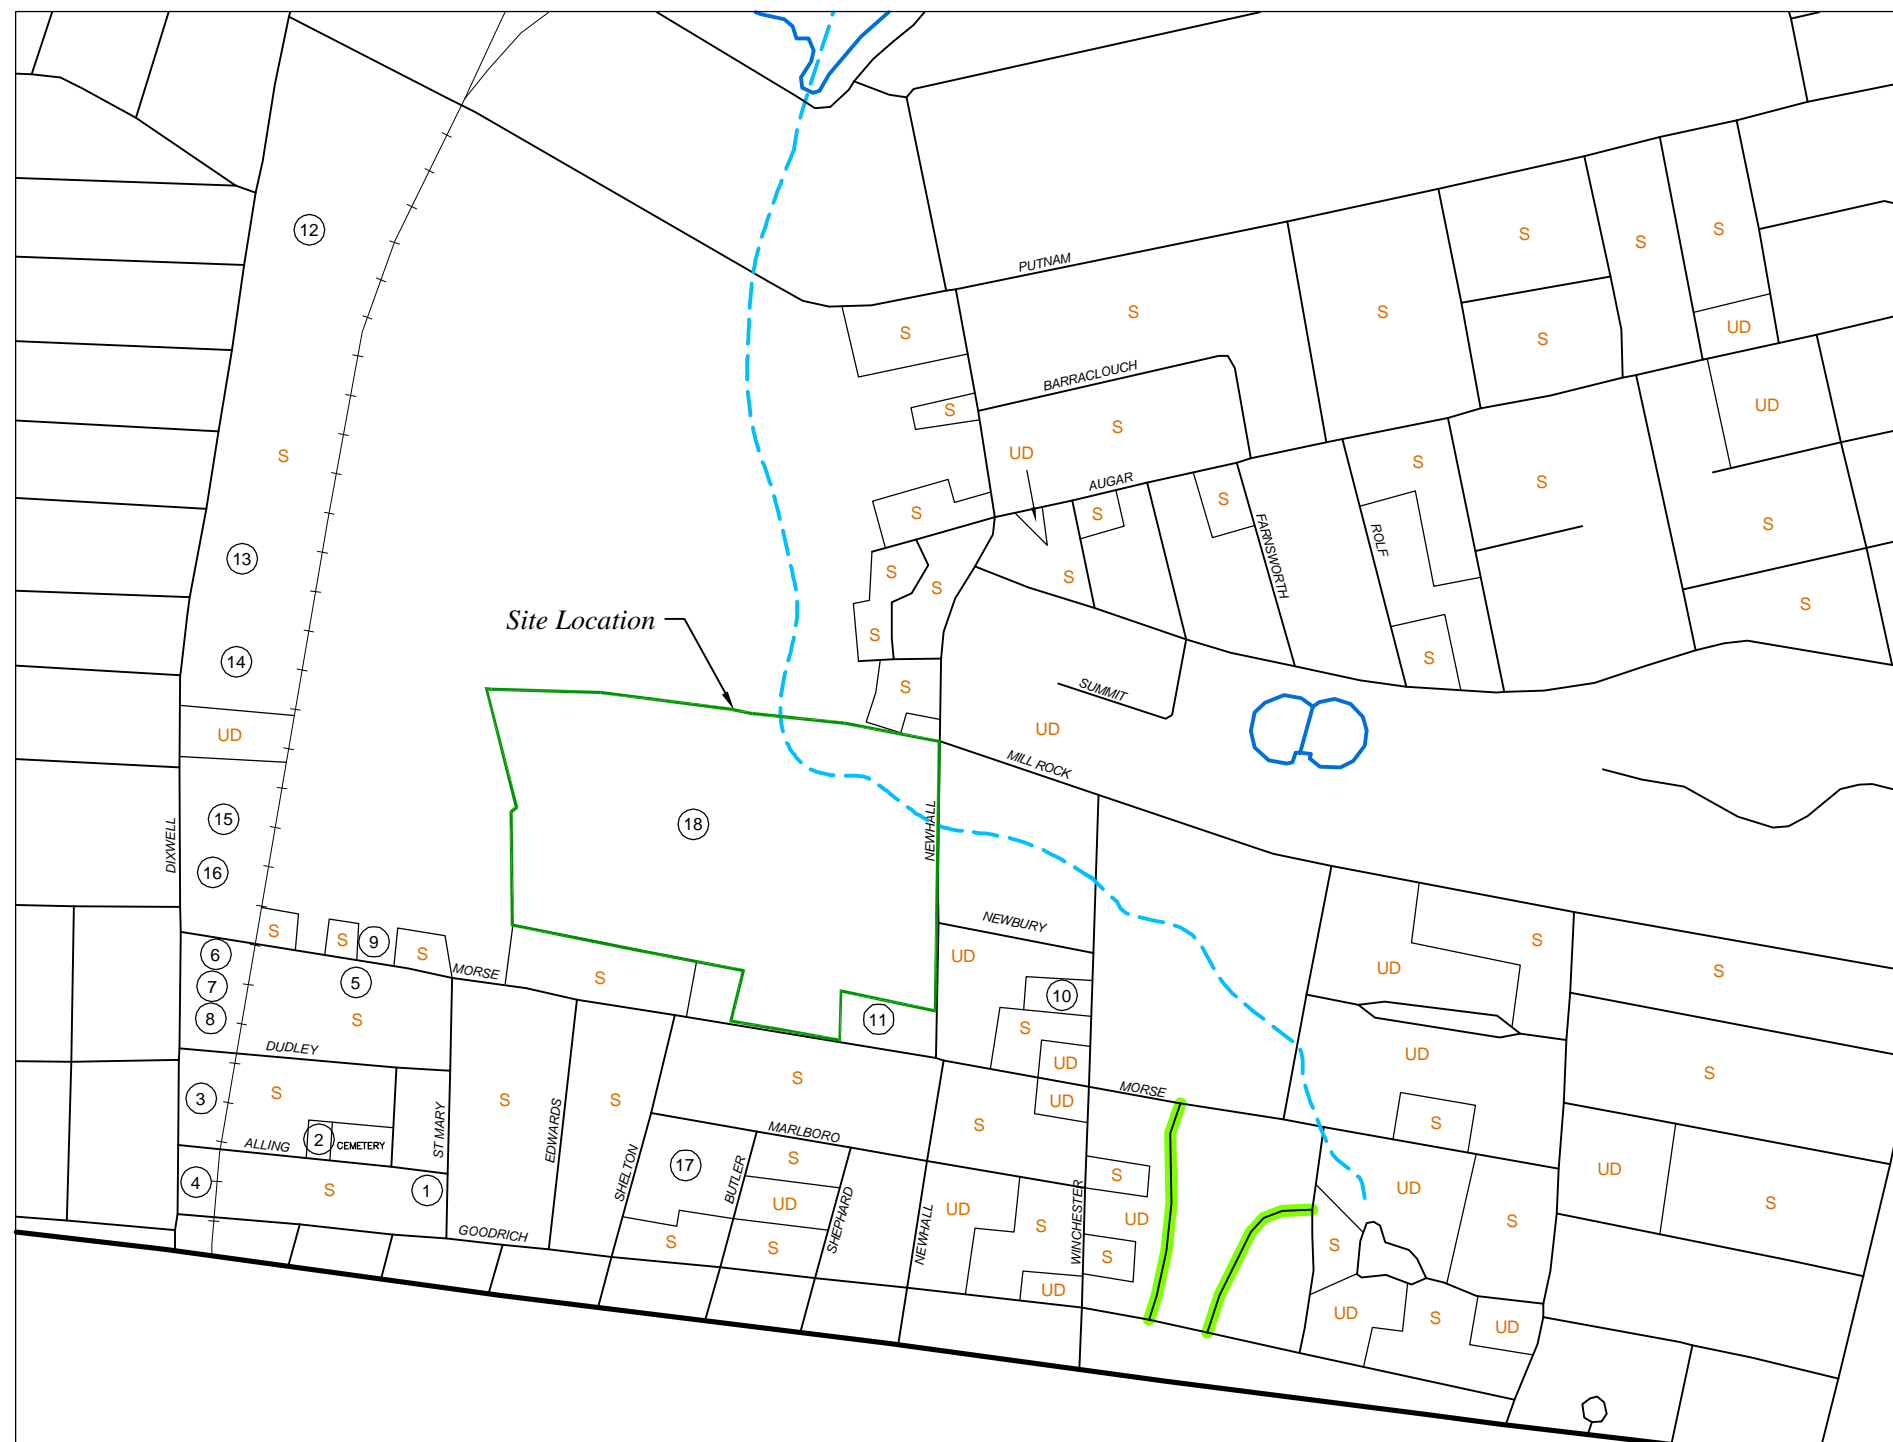 12
S
S
S
UD
PUTNAM
S
S
S
S
BARRACLOUCH
S
UD
S
S
UD
AUGAR
S
S
S
S
S
13
S
FARNSWORTH
ROLF
S
S
S
S
S
S
Site Location
14
S
S
SUMMIT
UD
UD
MILL ROCK
15
18
NEWHALL
DIXWELL
16
S
S
9
S
NEWBURY
UD
UD
S
S
6
MORSE
S
7
5
10
8
S
11
S
DUDLEY
UD
UD
S
S
S
S
MORSE
3
S
EDWARDS
UD
S
S
ST MARY
MARLBORO
ALLING
2
CEMETERY
SHELTON
17
BUTLER
S
S
UD
UD
S
4
S
1
UD
SHEPHARD
UD
S
WINCHESTER
UD
S
GOODRICH
S
S
NEWHALL
S
S
UD
UD
S
UD